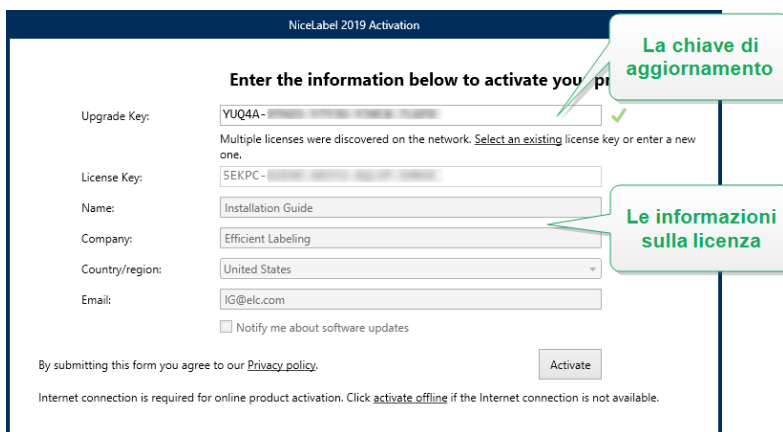 NiceLabel 2019 Activation
La chiave di
aggiornamento
Enter the information below to activate your
Upgrade Key:
YUQ4A-
Multiple licenses were discovered on the network. Select an existing license key or enter a new
one.
License Key:
5EKPC-
Name:
Installation Guide
Le informazioni
sulla licenza
Company:
Efficient Labeling
Country/region:
United States
Email:
IG@elc.com
Notify me about software updates
By submitting this form you agree to our Privacy policy.
Activate
Internet connection is required for online product activation. Click activate offline if the Internet connection is not available.